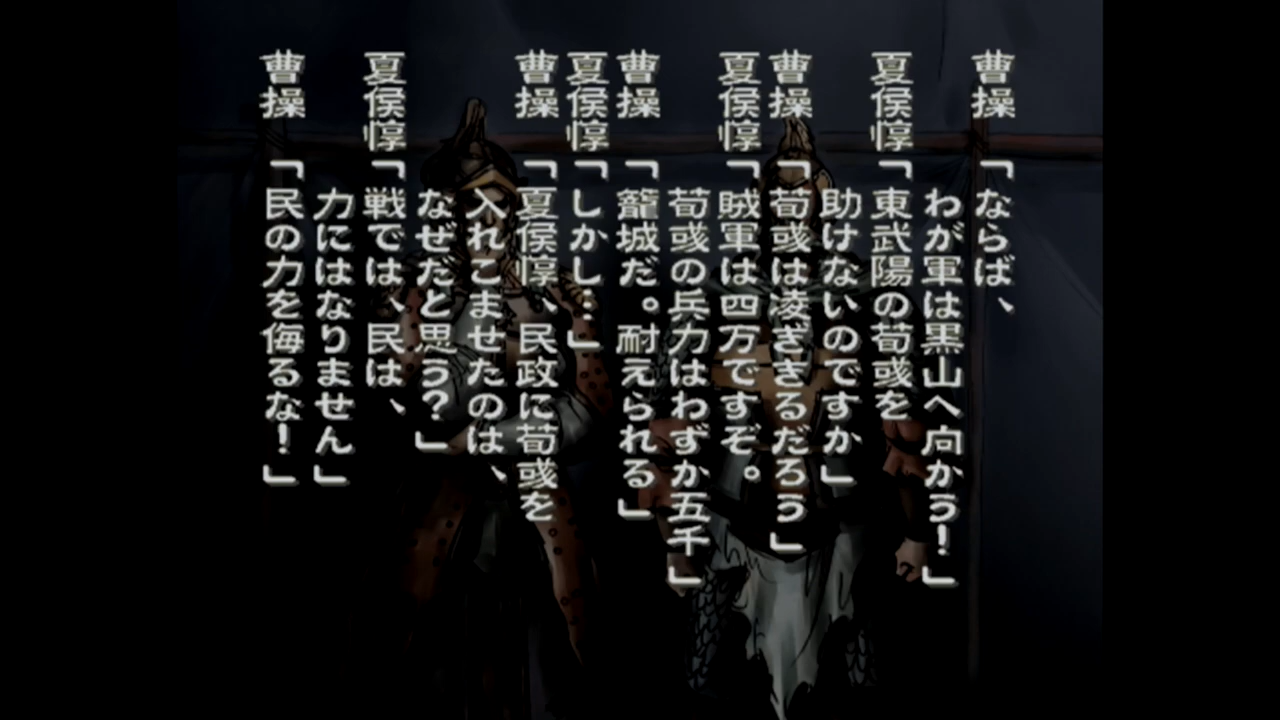 曹操　「ならば、
わが軍は黒山へ向かう！」
夏侯惇「東武陽の荀彧を
助けないのですか」
曹操　「荀彧は凌ぎきるだろう」
夏侯惇「賊軍は四万ですぞ。
荀彧の兵力はわずか五千」
曹操　「籠城だ。耐えられる」
夏侯惇「しかし‥」
曹操　「夏侯惇、民政に荀彧を
入れこませたのは、
なぜだと思う？」
夏侯惇「戦では、民は、
力にはなりません」
曹操　「民の力を侮るな！」